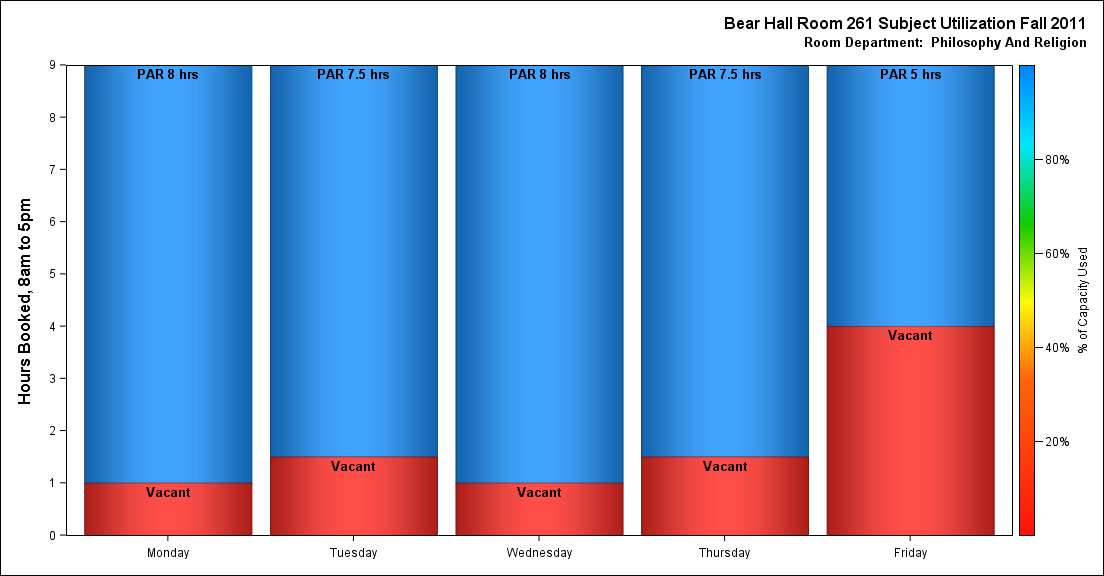 Bear Hall Room 261 Subject Utilization Fall 2011
Room Department:  Philosophy And Religion
Hours Booked, 8am to 5pm
9
8
7
6
5
4
3
2
1
0
PAR 8 hrs
PAR 7.5 hrs
PAR 8 hrs
PAR 7.5 hrs
PAR 5 hrs
Vacant
Vacant
Vacant
Vacant
Vacant
Monday
Tuesday
Wednesday
Thursday
Friday
80%
60%
40%
20%
% of Capacity Used